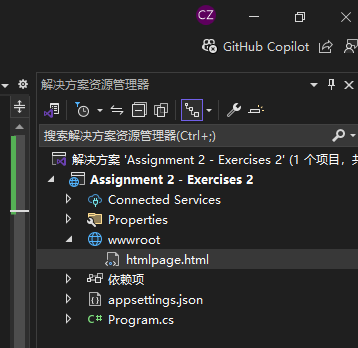 CZ
GitHub Copilot
解决方案资源管理器
搜索解决方案资源管理器(Ctrl+;)
解决方案 'Assignment 2 - Exercises 2' (1 个项目，共
Assignment 2 - Exercises 2
Connected Services
Properties
wwwroot
htmlpage.html
依赖项
appsettings.json
Program.cs